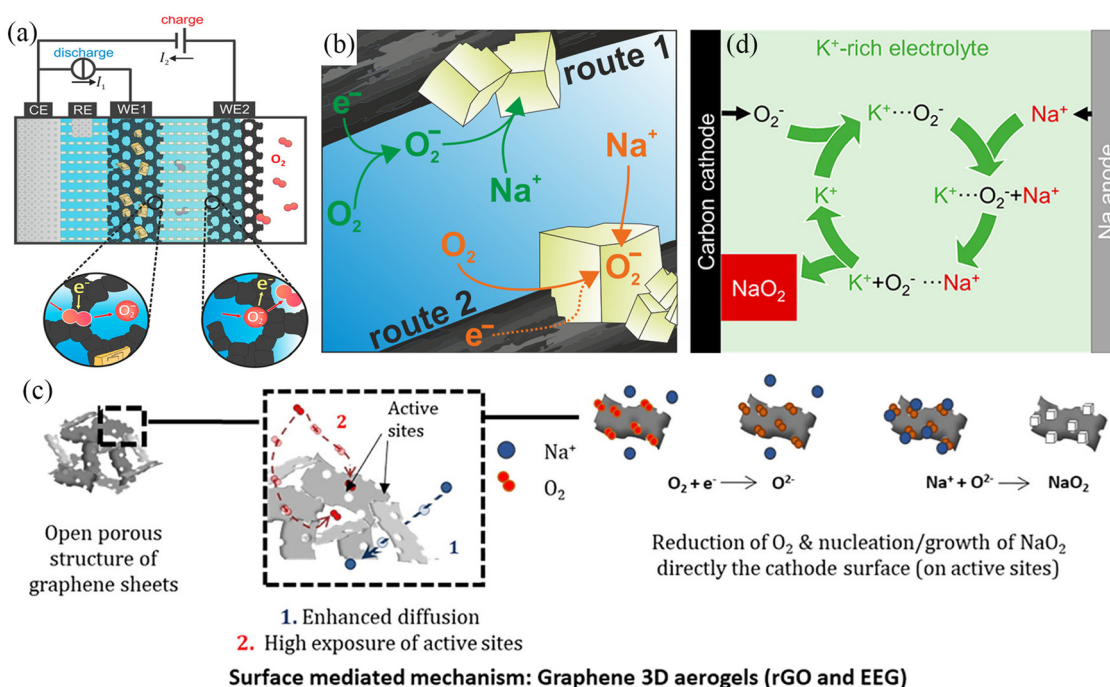 (a)
charge
discharge
I₂
I₁
CE
RE
WE1
WE2
O₂
e⁻
O₂⁻
e⁻
O₂⁻
(b)
route 1
e⁻
O₂⁻
Na⁺
O₂
Na⁺
O₂
O₂⁻
route 2
e⁻
(d)
K⁺-rich electrolyte
Carbon cathode
Na anode
O₂⁻
K⁺···O₂⁻
Na⁺
K⁺
K⁺···O₂⁻+Na⁺
NaO₂
K⁺+O₂⁻ ···Na⁺
(c)
Open porous
structure of
graphene sheets
2
Active
sites
1
Na⁺
O₂
1. Enhanced diffusion
2. High exposure of active sites
O₂ + e⁻ ⟶ O²⁻
Na⁺ + O²⁻ ⟶ NaO₂
Reduction of O₂ & nucleation/growth of NaO₂
directly the cathode surface (on active sites)
Surface mediated mechanism: Graphene 3D aerogels (rGO and EEG)